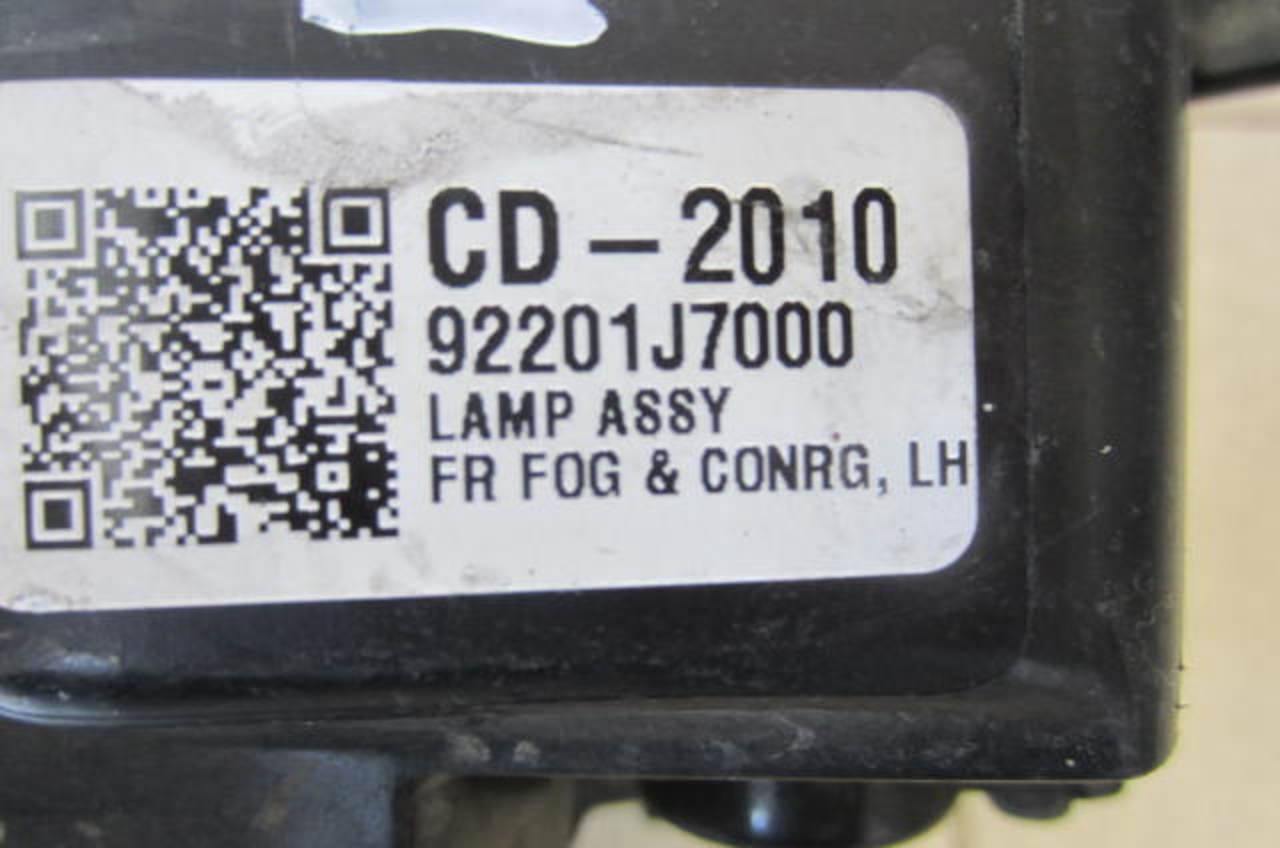 CD - 2010
92201J7000
LAMP ASSY
FR FOG & CONRG, LH